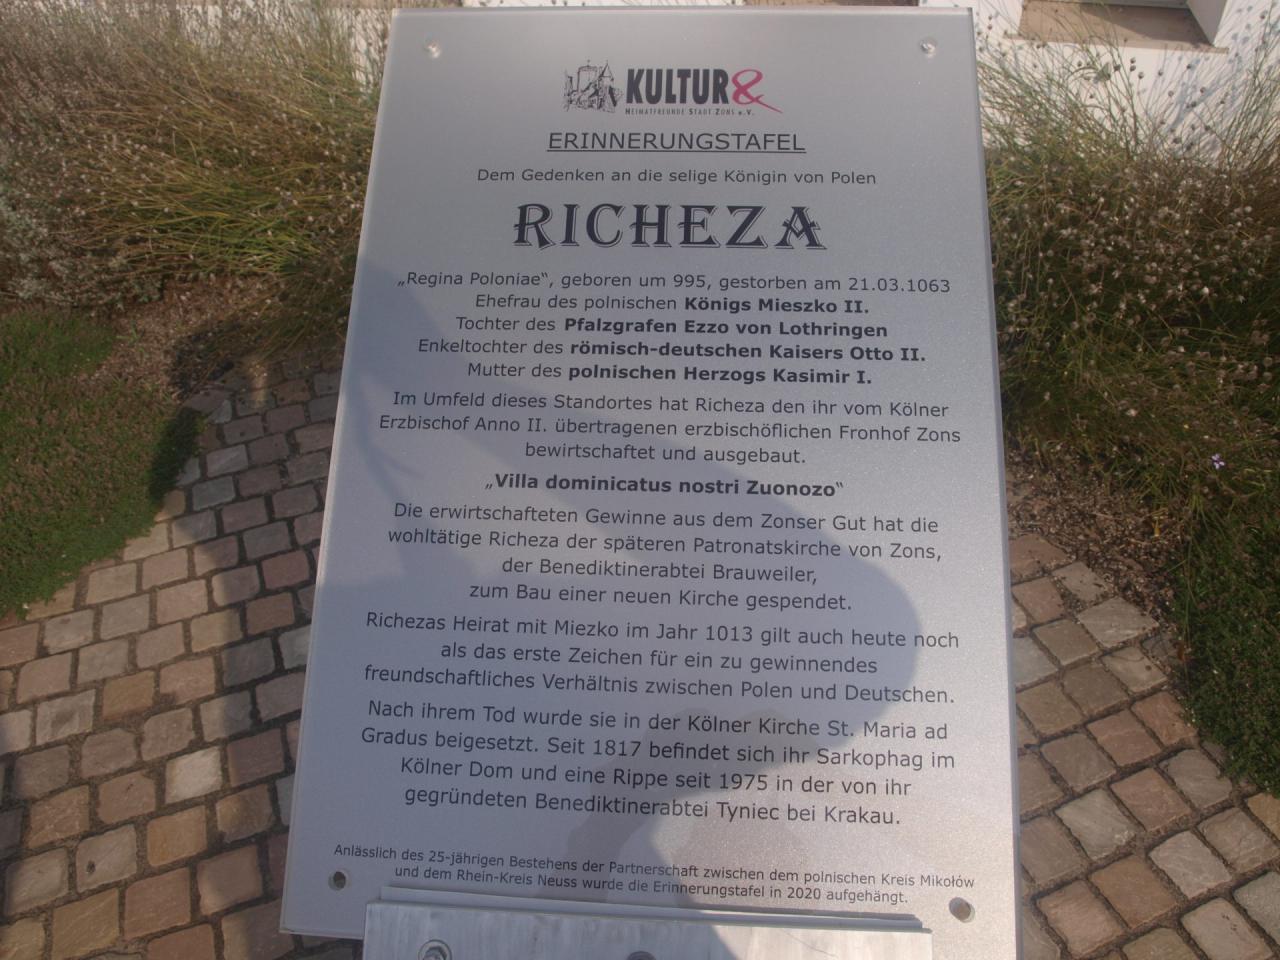 KULTUR&
HEIMATFREUNDE STADT ZONS e.V.
ERINNERUNGSTAFEL
Dem Gedenken an die selige Königin von Polen
RICHEZA
„Regina Poloniae“, geboren um 995, gestorben am 21.03.1063
Ehefrau des polnischen Königs Mieszko II.
Tochter des Pfalzgrafen Ezzo von Lothringen
Enkeltochter des römisch-deutschen Kaisers Otto II.
Mutter des polnischen Herzogs Kasimir I.
Im Umfeld dieses Standortes hat Richeza den ihr vom Kölner
Erzbischof Anno II. übertragenen erzbischöflichen Fronhof Zons
bewirtschaftet und ausgebaut.
„Villa dominicatus nostri Zuonozo“
Die erwirtschafteten Gewinne aus dem Zonser Gut hat die
wohltätige Richeza der späteren Patronatskirche von Zons,
der Benediktinerabtei Brauweiler,
zum Bau einer neuen Kirche gespendet.
Richezas Heirat mit Miezko im Jahr 1013 gilt auch heute noch
als das erste Zeichen für ein zu gewinnendes
freundschaftliches Verhältnis zwischen Polen und Deutschen.
Nach ihrem Tod wurde sie in der Kölner Kirche St. Maria ad
Gradus beigesetzt. Seit 1817 befindet sich ihr Sarkophag im
Kölner Dom und eine Rippe seit 1975 in der von ihr
gegründeten Benediktinerabtei Tyniec bei Krakau.
Anlässlich des 25-jährigen Bestehens der Partnerschaft zwischen dem polnischen Kreis Mikołów
und dem Rhein-Kreis Neuss wurde die Erinnerungstafel in 2020 aufgehängt.